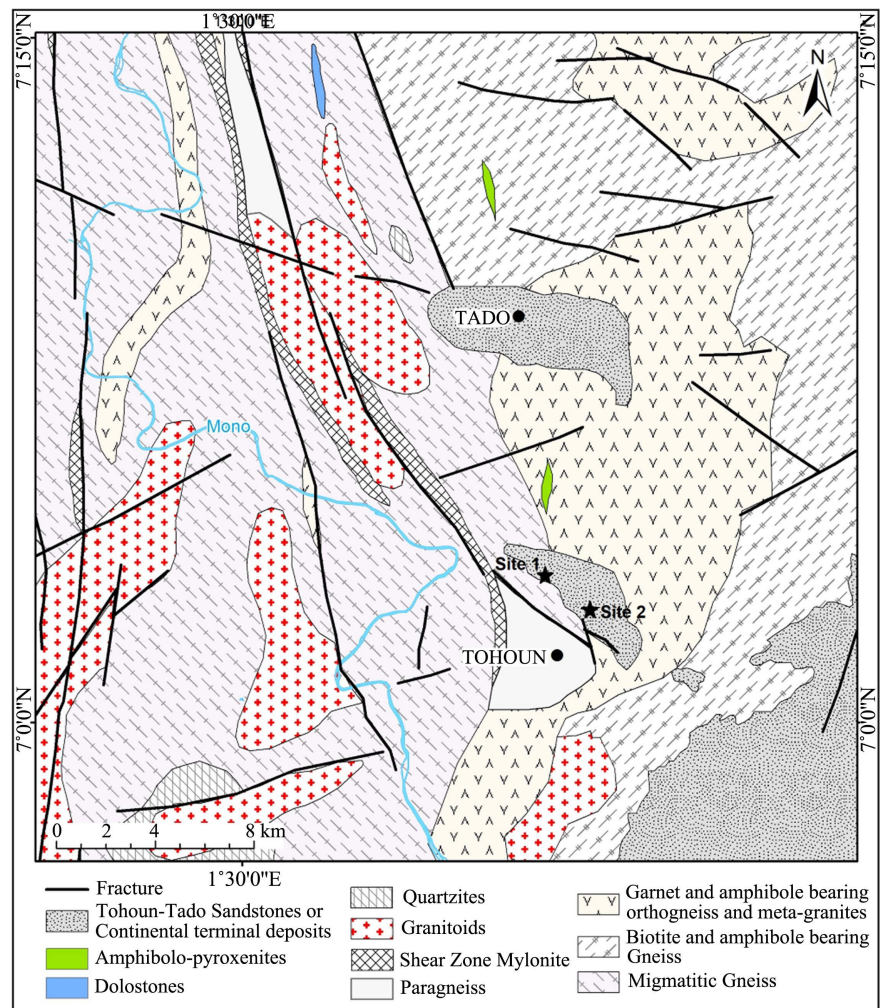 1°30'0"E
7°15'0"N
7°15'0"N
N
TADO
Mono
Site 1
Site 2
TOHOUN
7°0'0"N
7°0'0"N
0 2 4 8 km
1°30'0"E
Fracture
Tohoun-Tado Sandstones or
Continental terminal deposits
Amphibolo-pyroxenites
Dolostones
Quartzites
Granitoids
Shear Zone Mylonite
Paragneiss
Garnet and amphibole bearing
orthogneiss and meta-granites
Biotite and amphibole bearing
Gneiss
Migmatitic Gneiss